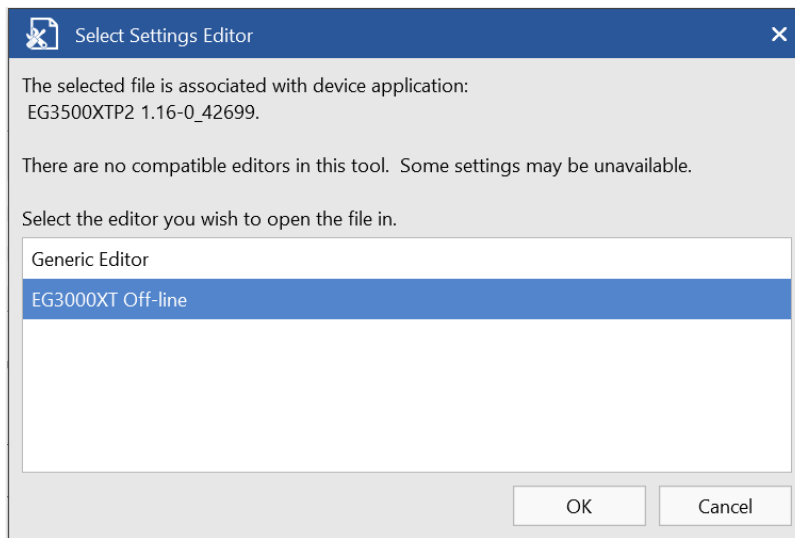 Select Settings Editor
The selected file is associated with device application:
EG3500XTP2 1.16-0_42699.
There are no compatible editors in this tool.  Some settings may be unavailable.
Select the editor you wish to open the file in.
Generic Editor
EG3000XT Off-line
OK
Cancel